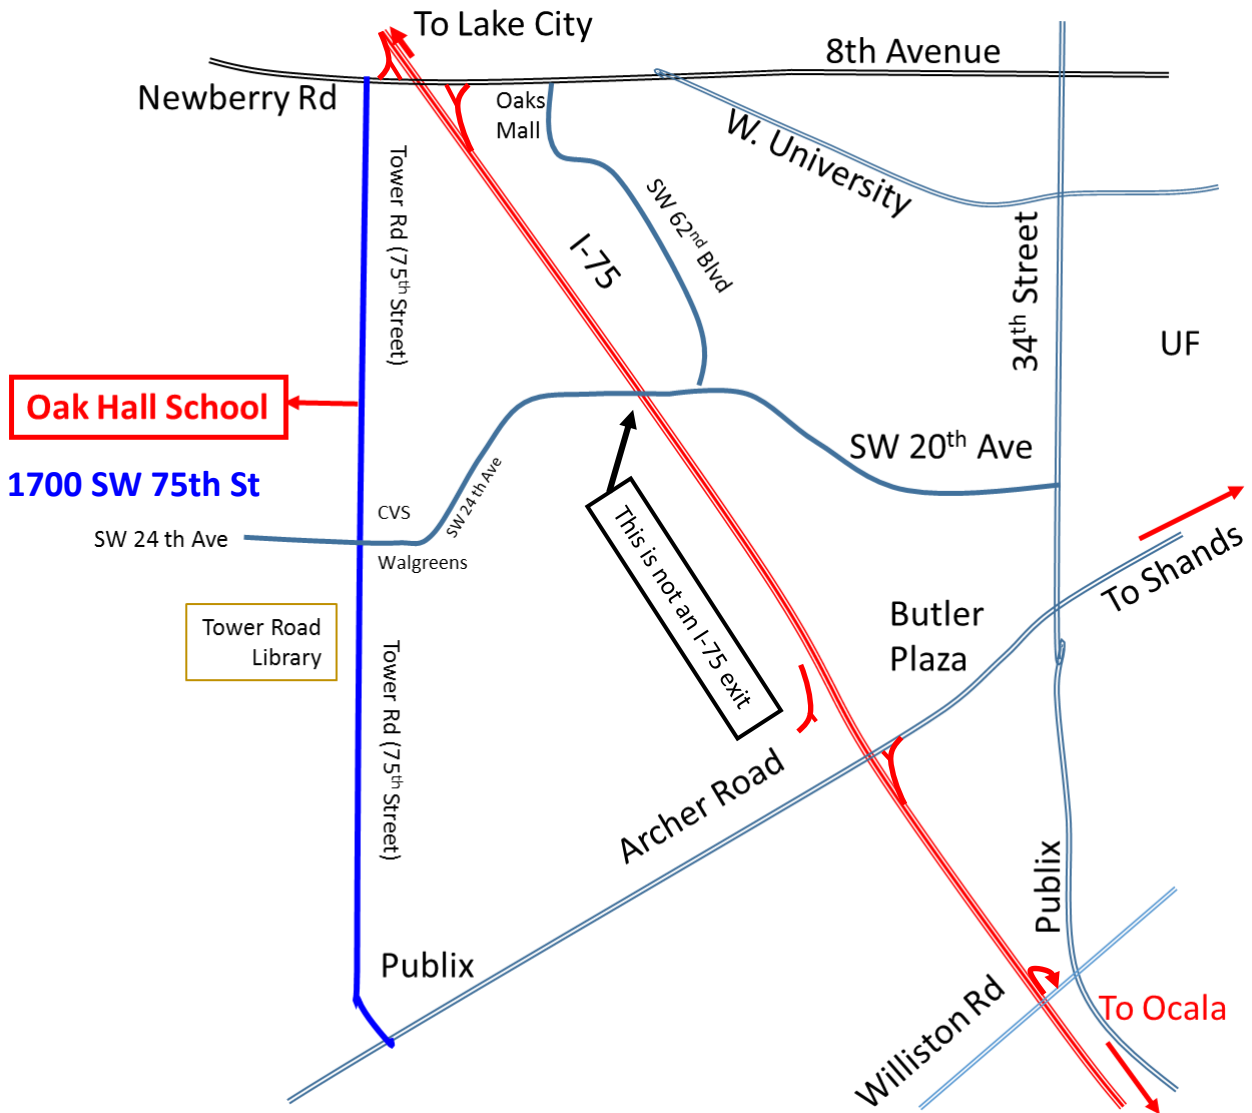 To Lake City
8th Avenue
Newberry Rd
Oaks
Mall
W. University
Tower Rd (75th Street)
SW 62nd Blvd
I-75
34th Street
UF
Oak Hall School
1700 SW 75th St
SW 20th Ave
SW 24 th Ave
CVS
SW 24 th Ave
Walgreens
This is not an I-75 exit
To Shands
Butler
Plaza
Tower Road
Library
Tower Rd (75th Street)
Archer Road
Publix
Publix
Williston Rd
To Ocala